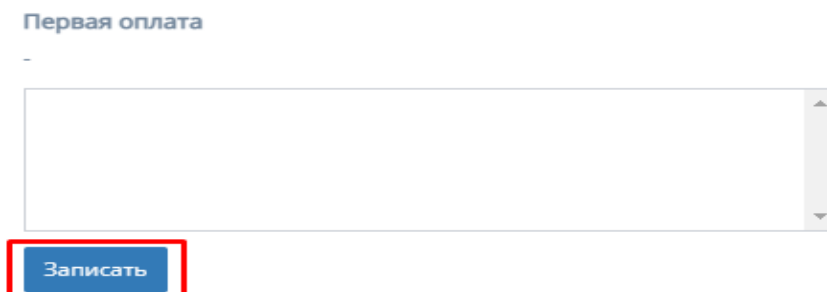 Первая оплата
-
Записать